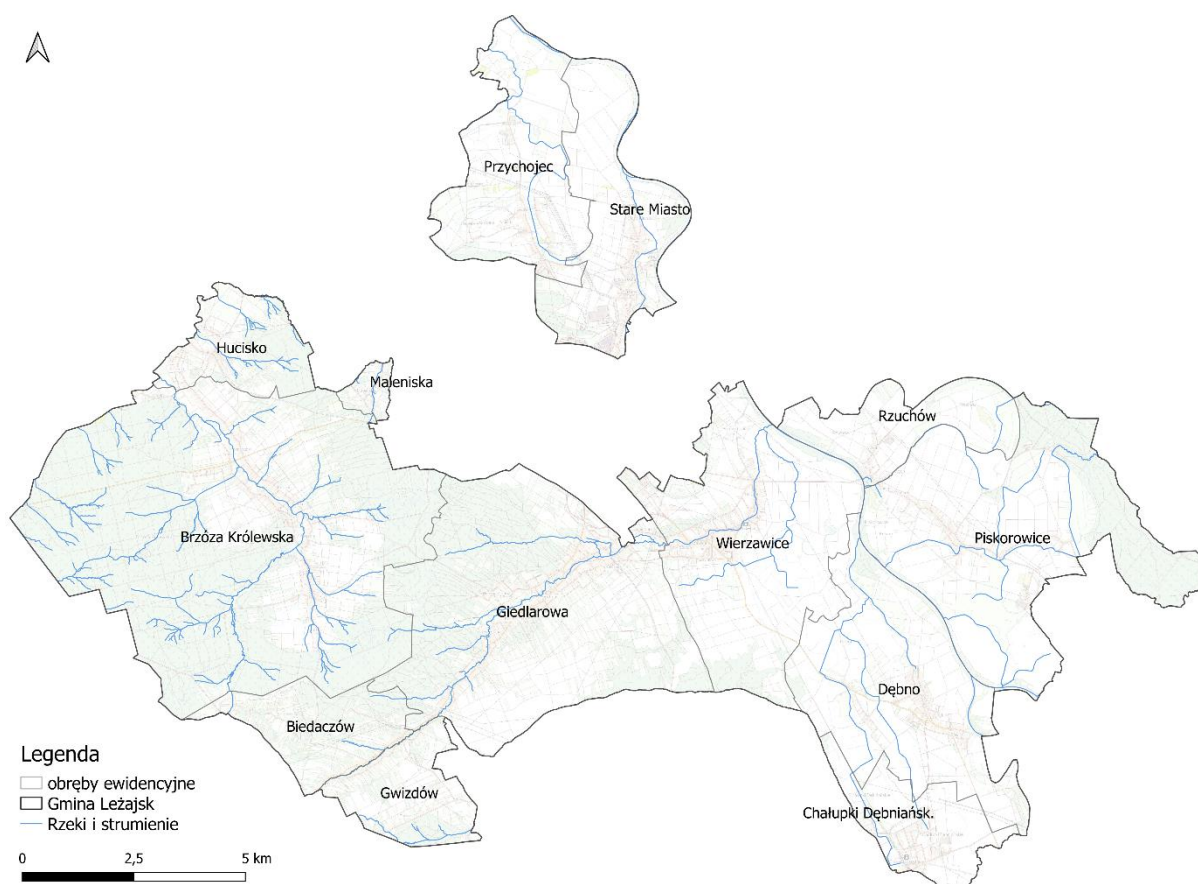 Przychojec
Stare Miasto
Hucisko
Maleniska
Rzuchów
Brzóza Królewska
Wierzawice
Piskorowice
Giedlarowa
Dębno
Biedaczów
Gwizdów
Chałupki Dębniańsk.
Legenda
obręby ewidencyjne
Gmina Leżajsk
Rzeki i strumienie
0 2,5 5 km